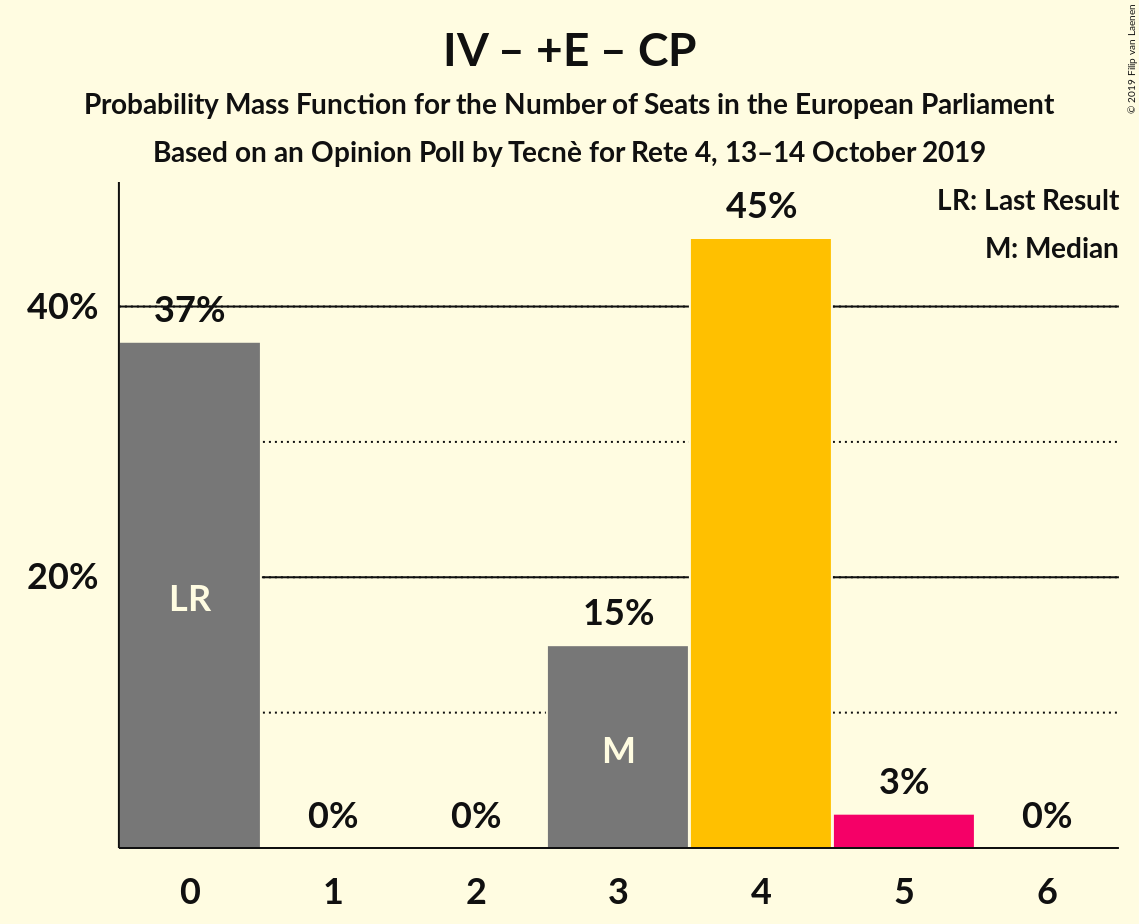 IV – +E – CP
Probability Mass Function for the Number of Seats in the European Parliament
Based on an Opinion Poll by Tecnè for Rete 4, 13–14 October 2019
© 2019 Filip van Laenen
LR: Last Result
M: Median
40%
20%
37%
0%
0%
15%
45%
3%
0%
LR
M
0 1 2 3 4 5 6